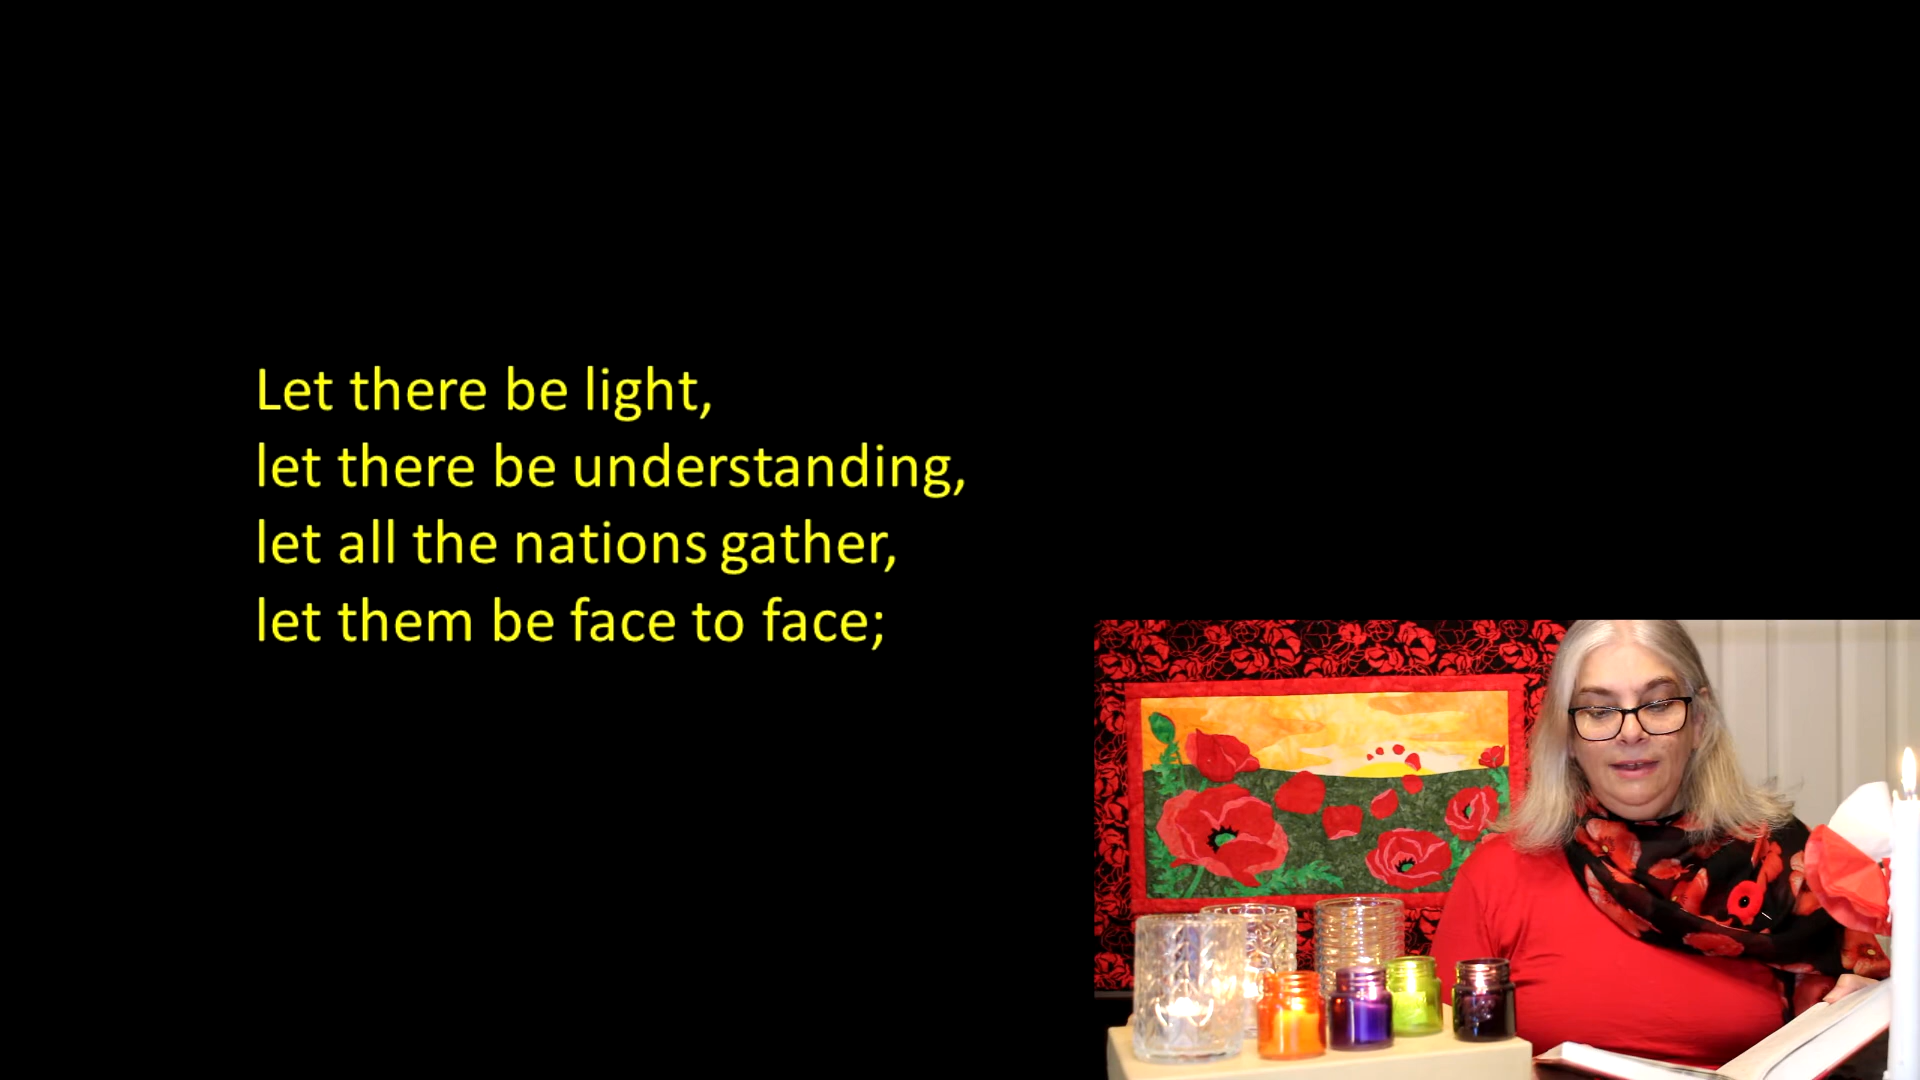 Let there be light,
let there be understanding,
let all the nations gather,
let them be face to face;